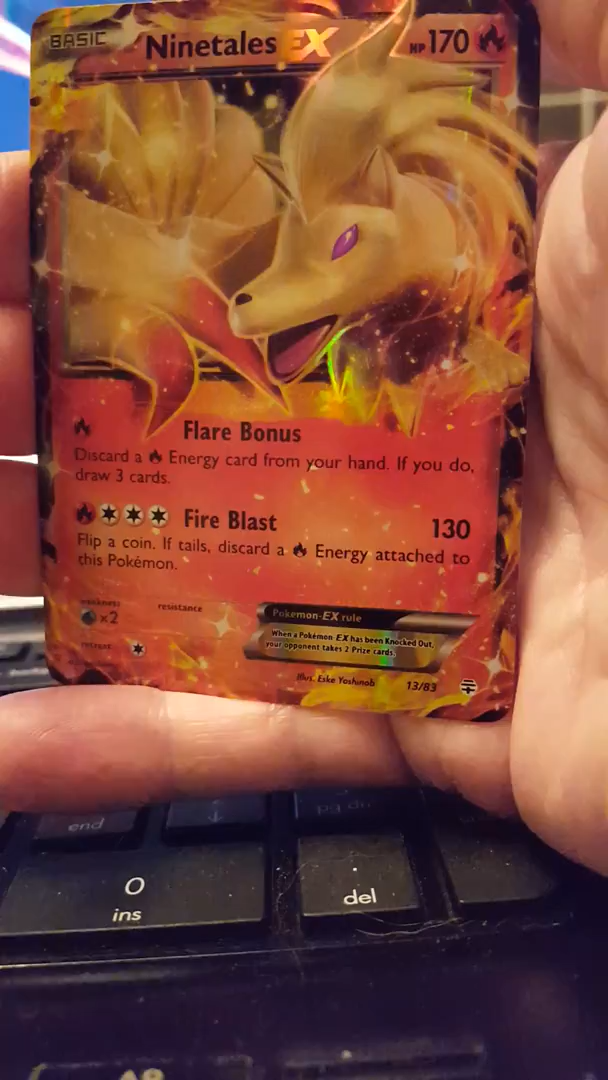 BASIC Ninetales EX HP 170
Flare Bonus
Discard a Energy card from your hand. If you do,
draw 3 cards.
Fire Blast 130
Flip a coin. If tails, discard a Energy attached to
this Pokémon.
weakness resistance
x2
retreat
Pokémon-EX rule
When a Pokémon-EX has been Knocked Out,
your opponent takes 2 Prize cards.
Illus. Eske Yoshinob 13/83
end
pg dn
0
ins
.
del